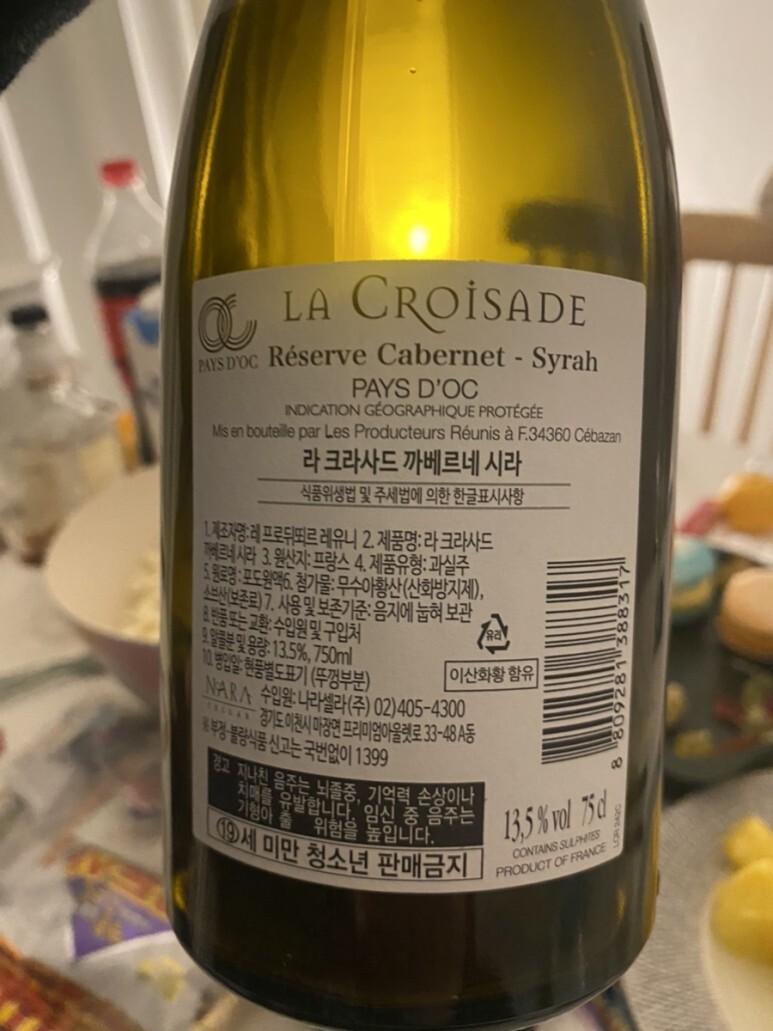 LA CROISADE
PAYS D'OC
Réserve Cabernet - Syrah
PAYS D'OC
INDICATION GÉOGRAPHIQUE PROTÉGÉE
Mis en bouteille par Les Producteurs Réunis à F.34360 Cébazan
라 크라사드 까베르네 시라
식품위생법 및 주세법에 의한 한글표시사항
1. 제조자명: 레 프로뒤떠르 레유니 2. 제품명: 라 크라사드
까베르네 시라 3. 원산지: 프랑스 4. 제품유형: 과실주
5. 원료명: 포도원액6. 첨가물: 무수아황산(산화방지제),
소브산(보존료) 7. 사용 및 보존기준: 음지에 눕혀 보관
8. 반품 또는 교환: 수입원 및 구입처
9. 알콜분 및 용량: 13.5%, 750ml
10. 병입일: 현품별도표기 (뚜껑부분)
유리
이산화황 함유
NARA
CELLAR
수입원: 나라셀라(주) 02)405-4300
경기도 이천시 마장면 프리미엄아울렛로 33-48 A동
※ 부정·불량식품 신고는 국번없이 1399
경고 지나친 음주는 뇌졸중, 기억력 손상이나
치매를 유발합니다. 임신 중 음주는
기형아 출 위험을 높입니다.
19세 미만 청소년 판매금지
8 809281 388317
13,5 % vol 75 cl
CONTAINS SULPHITES
PRODUCT OF FRANCE